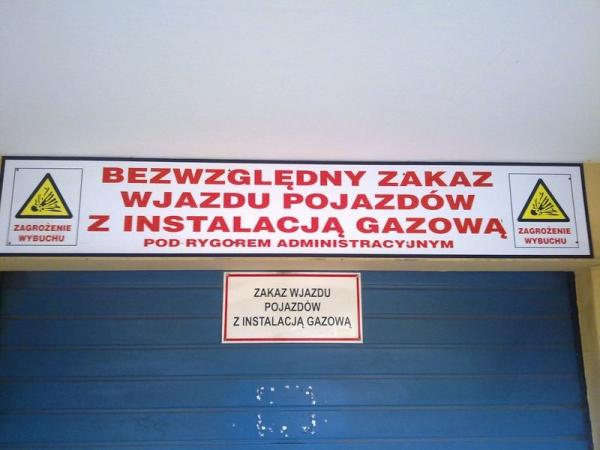 BEZWZGLĘDNY ZAKAZ
WJAZDU POJAZDÓW
Z INSTALACJĄ GAZOWĄ
POD RYGOREM ADMINISTRACYJNYM
ZAGROŻENIE
WYBUCHU
ZAGROŻENIE
WYBUCHU
ZAKAZ WJAZDU
POJAZDÓW
Z INSTALACJĄ GAZOWĄ